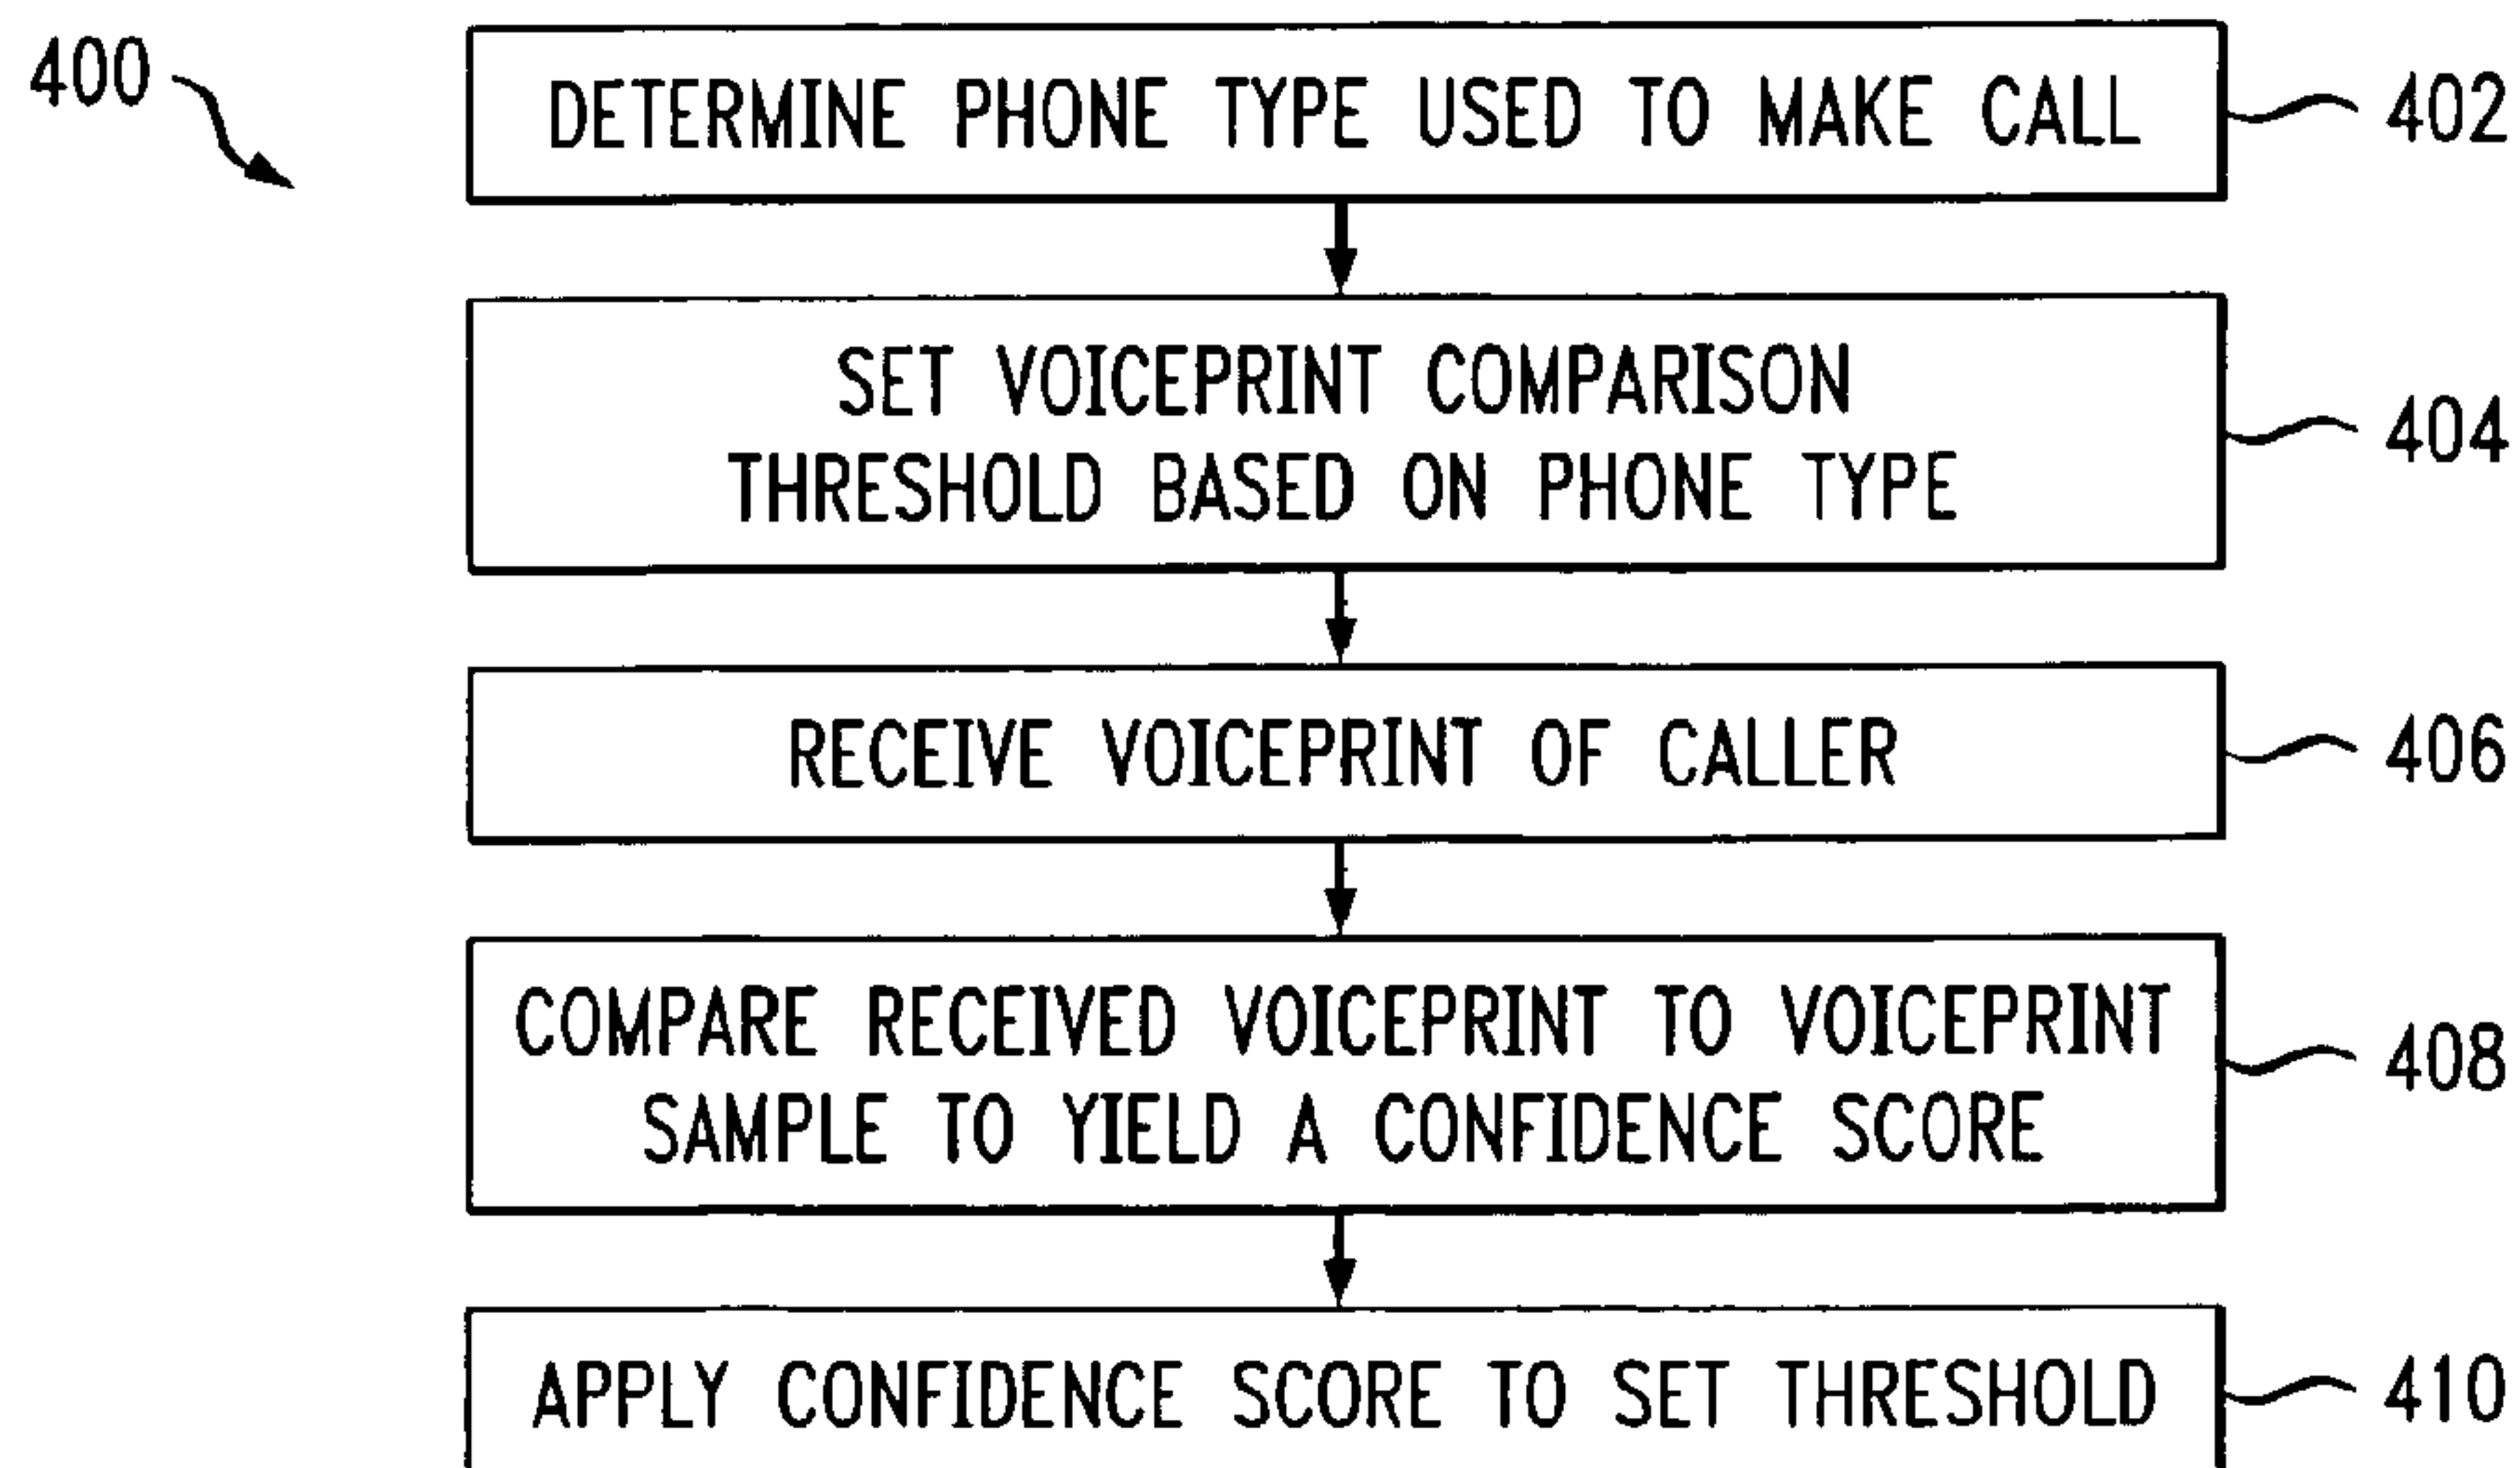 400
DETERMINE PHONE TYPE USED TO MAKE CALL
402
SET VOICEPRINT COMPARISON
THRESHOLD BASED ON PHONE TYPE
404
RECEIVE VOICEPRINT OF CALLER
406
COMPARE RECEIVED VOICEPRINT TO VOICEPRINT
SAMPLE TO YIELD A CONFIDENCE SCORE
408
APPLY CONFIDENCE SCORE TO SET THRESHOLD
410